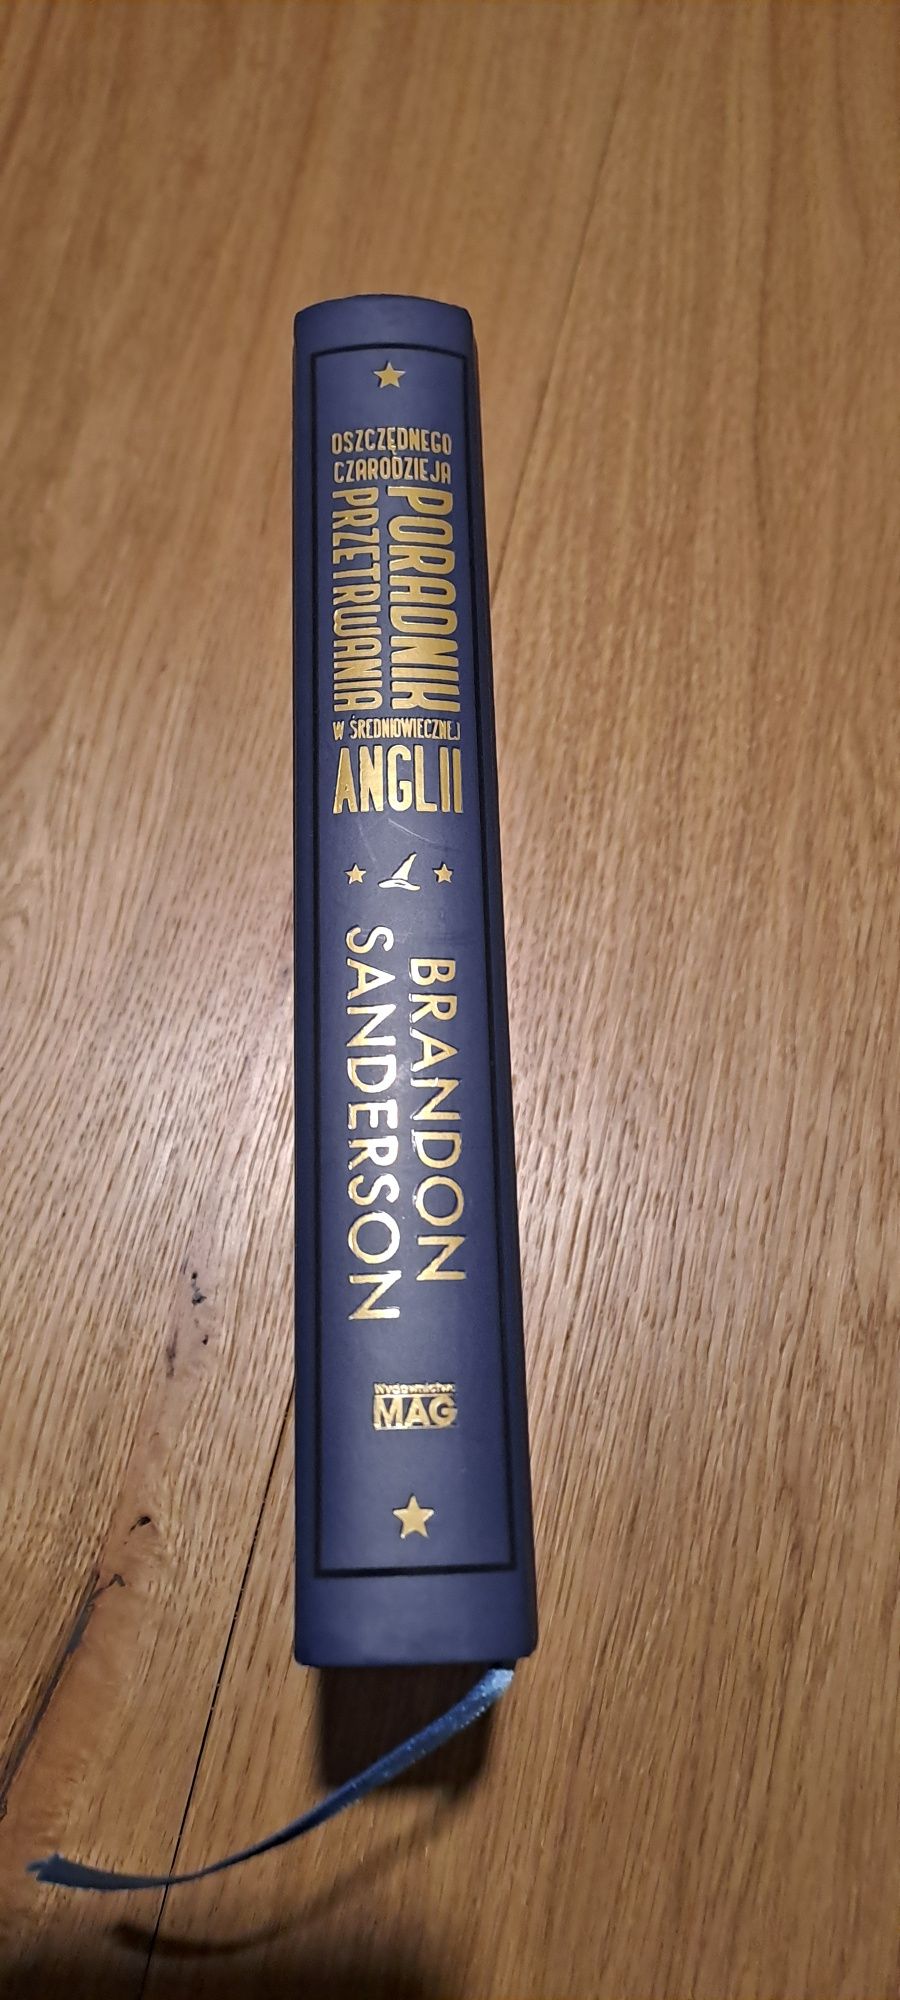 OSZCZĘDNEGO
CZARODZIEJA
PORADNIK
PRZETRWANIA
W ŚREDNIOWIECZNEJ
ANGLII
BRANDON
SANDERSON
Wydawnictwo
MAG